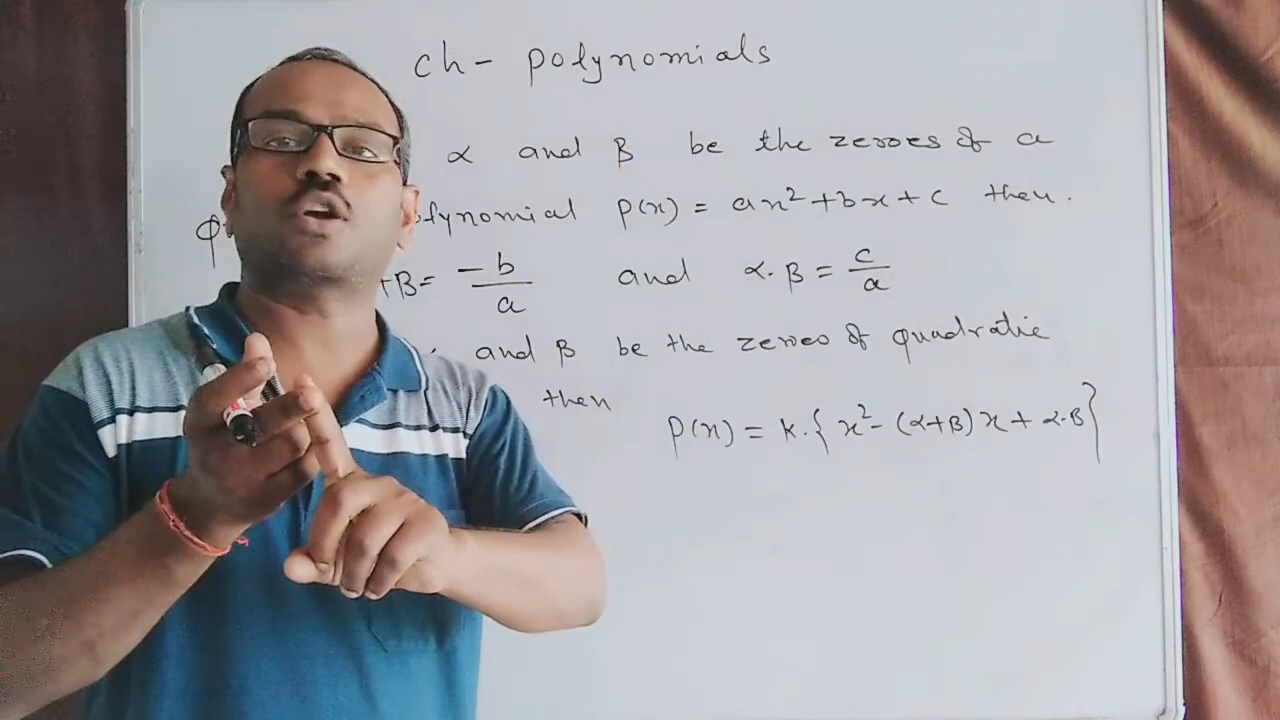 ch - polynomials
α and β be the zeroes of a
polynomial p(x) = ax² + bx + c then.
+β = -b/a and α·β = c/a
and β be the zeroes of quadratic
then p(x) = k·{x² - (α+β)x + α·β}